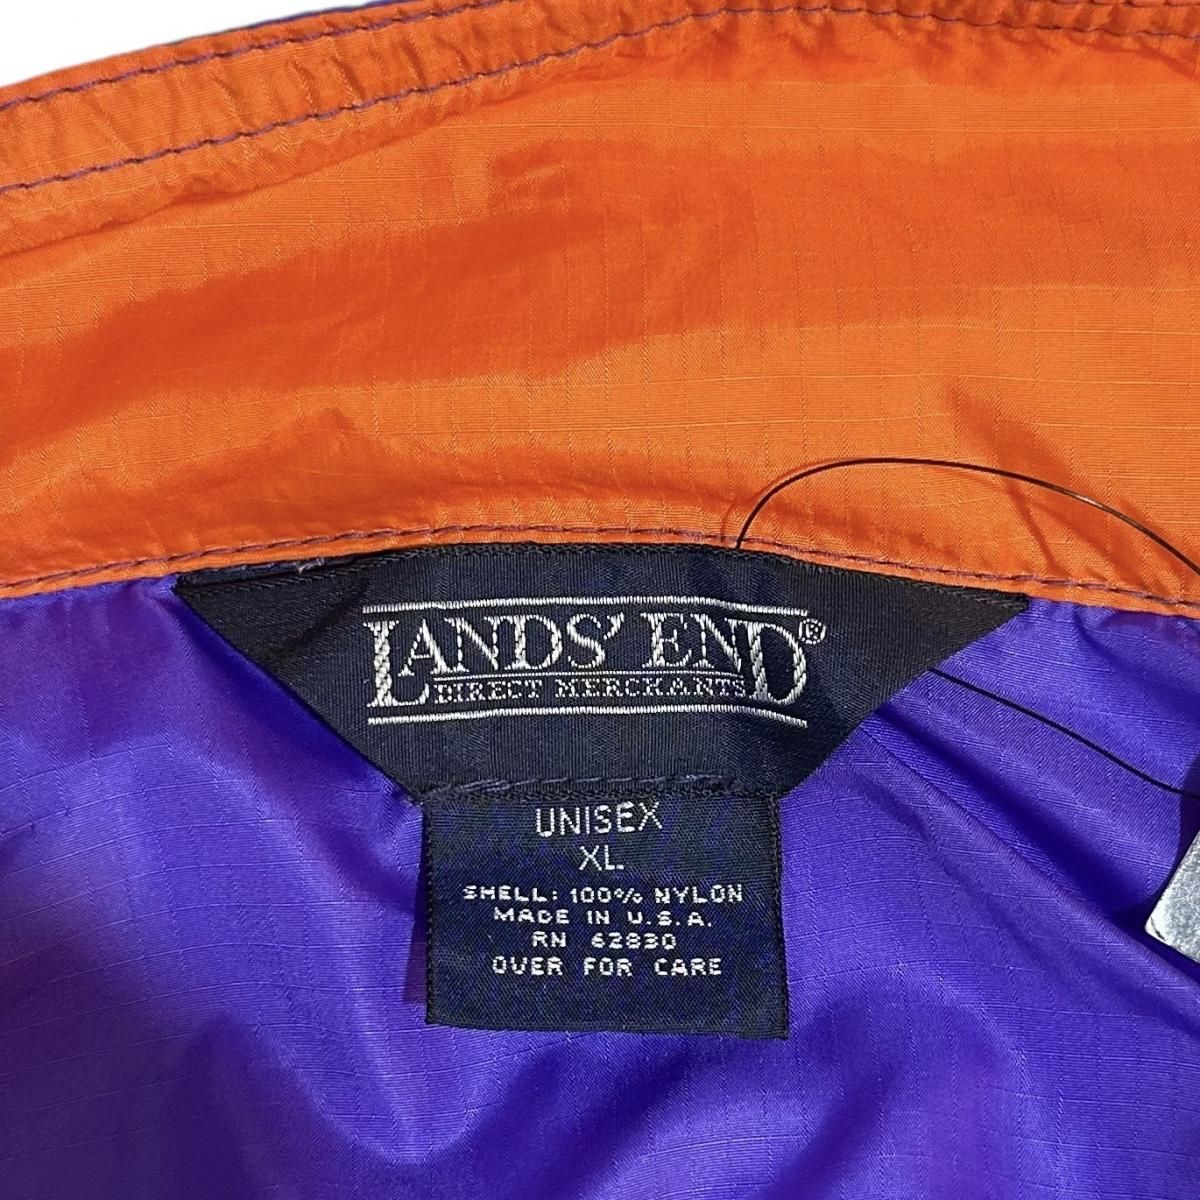 LANDS' END®
DIRECT MERCHANTS
UNISEX
XL
SHELL: 100% NYLON
MADE IN U.S.A.
RN 62830
OVER FOR CARE